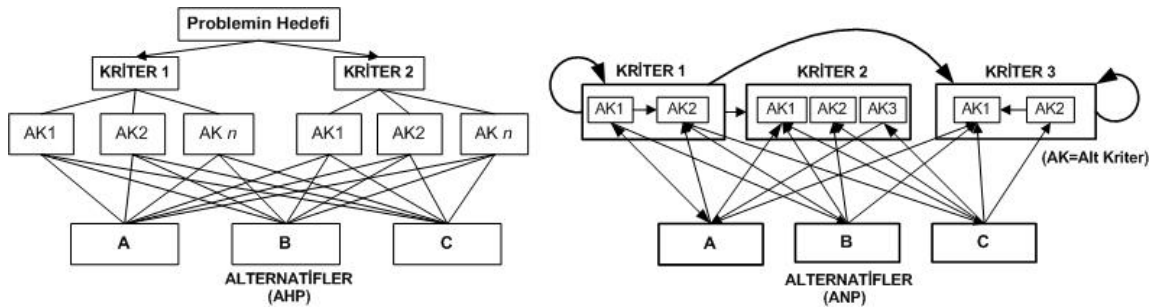 Problemin Hedefi
KRİTER 1 KRİTER 2
AK1 AK2 AK n AK1 AK2 AK n
A B C
ALTERNATİFLER
(AHP)
KRİTER 1 KRİTER 2 KRİTER 3
AK1 AK2 AK1 AK2 AK3 AK1 AK2
(AK=Alt Kriter)
A B C
ALTERNATİFLER
(ANP)